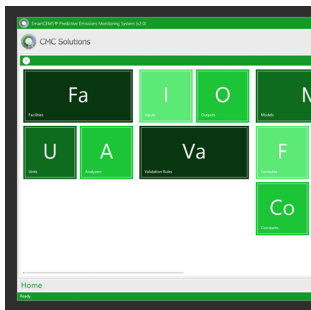 SmartCEMS® Predictive Emissions Monitoring System (v2.0)
CMC Solutions
Fa
Facilities
I
Inputs
O
Outputs
M
Models
U
Units
A
Analyzers
Va
Validation Rules
F
Formulas
Co
Constants
Home
Ready